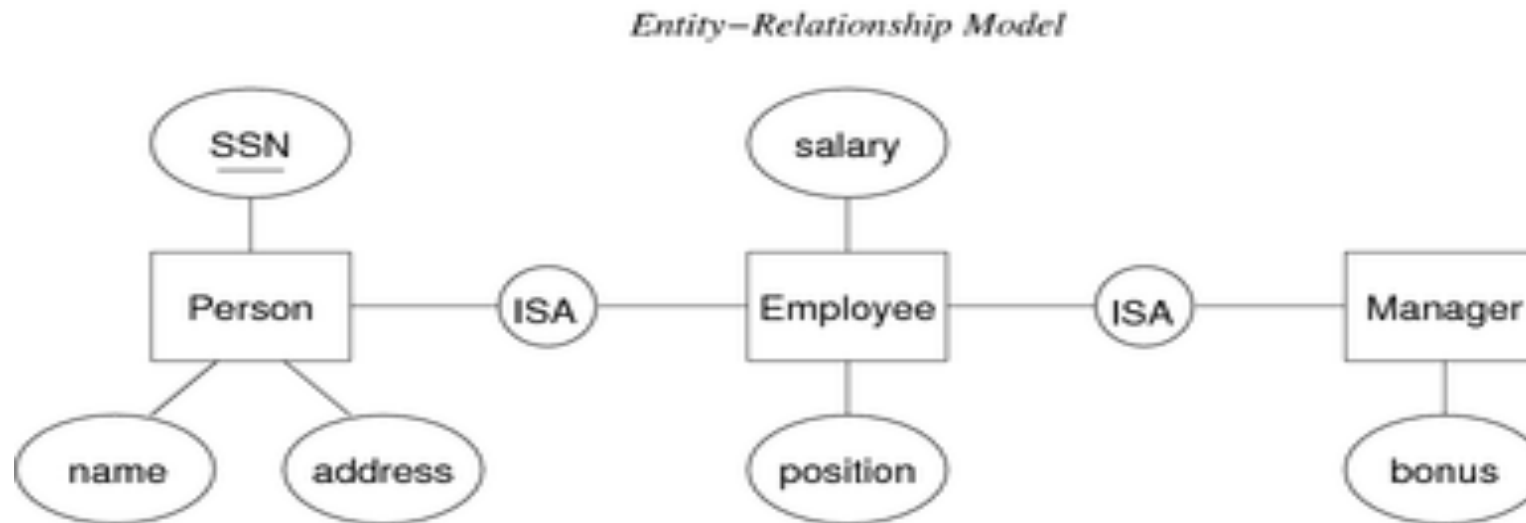 Entity–Relationship Model
SSN
salary
Person
ISA
Employee
ISA
Manager
name
address
position
bonus